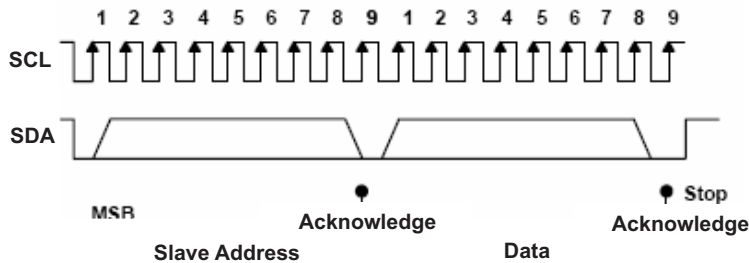 1 2 3 4 5 6 7 8 9 1 2 3 4 5 6 7 8 9
SCL
SDA
MSB
Acknowledge
Stop
Acknowledge
Slave Address
Data